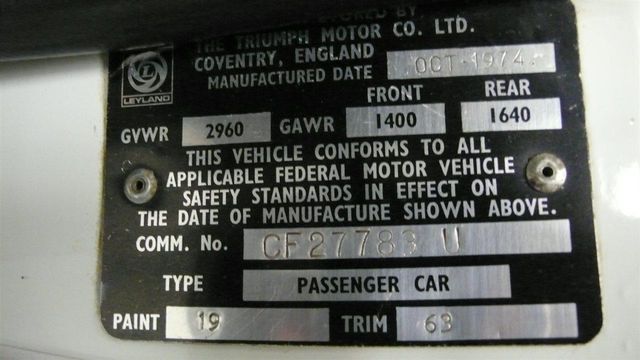 BY
THE TRIUMPH MOTOR CO. LTD.
COVENTRY, ENGLAND
MANUFACTURED DATE OCT-1974
LEYLAND
FRONT REAR
GVWR 2960 GAWR 1400 1640
THIS VEHICLE CONFORMS TO ALL
APPLICABLE FEDERAL MOTOR VEHICLE
SAFETY STANDARDS IN EFFECT ON
THE DATE OF MANUFACTURE SHOWN ABOVE.
COMM. No. CF27789 U
TYPE PASSENGER CAR
PAINT 19 TRIM 63